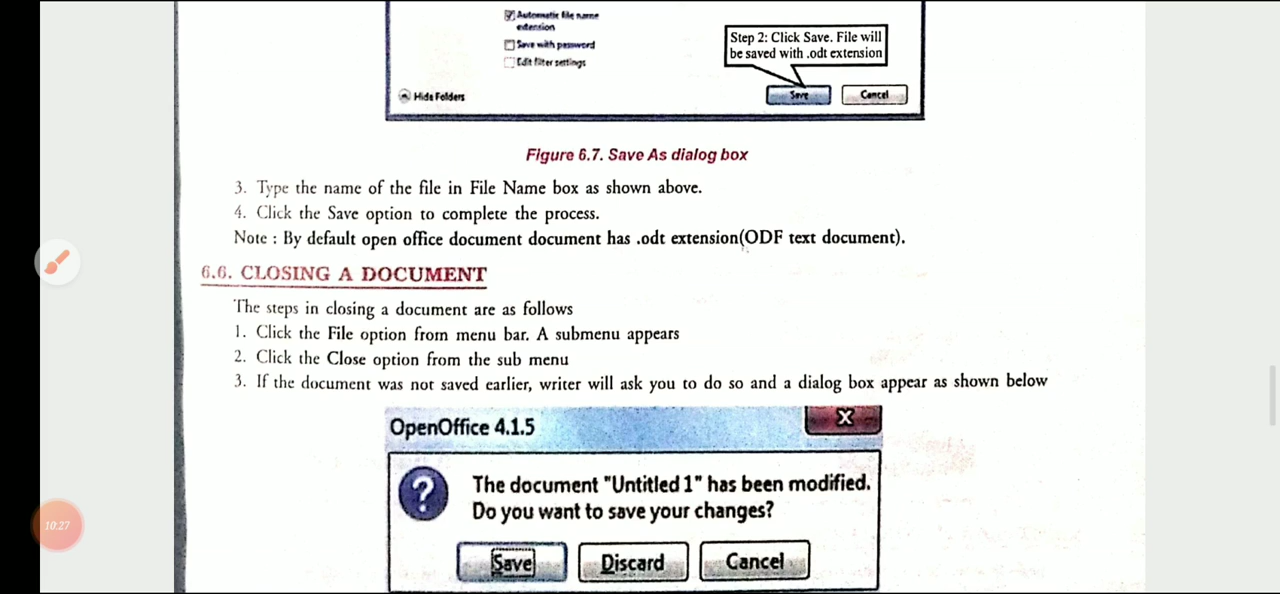 Automatic file name
extension
Save with password
Edit filter settings
Step 2: Click Save. File will
be saved with .odt extension
Hide Folders
Save
Cancel
Figure 6.7. Save As dialog box
3. Type the name of the file in File Name box as shown above.
4. Click the Save option to complete the process.
Note : By default open office document document has .odt extension(ODF text document).
6.6. CLOSING A DOCUMENT
The steps in closing a document are as follows
1. Click the File option from menu bar. A submenu appears
2. Click the Close option from the sub menu
3. If the document was not saved earlier, writer will ask you to do so and a dialog box appear as shown below
OpenOffice 4.1.5
X
The document "Untitled 1" has been modified.
Do you want to save your changes?
Save Discard Cancel
10:27